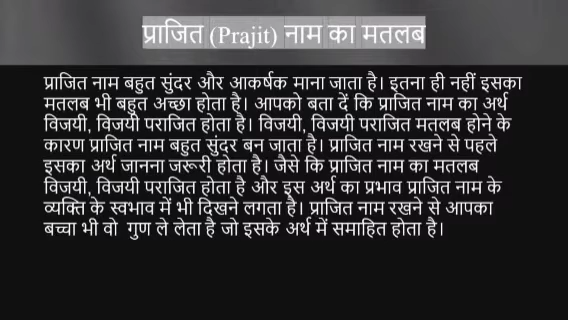 प्राजित (Prajit) नाम का मतलब
प्राजित नाम बहुत सुंदर और आकर्षक माना जाता है। इतना ही नहीं इसका
मतलब भी बहुत अच्छा होता है। आपको बता दें कि प्राजित नाम का अर्थ
विजयी, विजयी पराजित होता है। विजयी, विजयी पराजित मतलब होने के
कारण प्राजित नाम बहुत सुंदर बन जाता है। प्राजित नाम रखने से पहले
इसका अर्थ जानना जरूरी होता है। जैसे कि प्राजित नाम का मतलब
विजयी, विजयी पराजित होता है और इस अर्थ का प्रभाव प्राजित नाम के
व्यक्ति के स्वभाव में भी दिखने लगता है। प्राजित नाम रखने से आपका
बच्चा भी वो गुण ले लेता है जो इसके अर्थ में समाहित होता है।